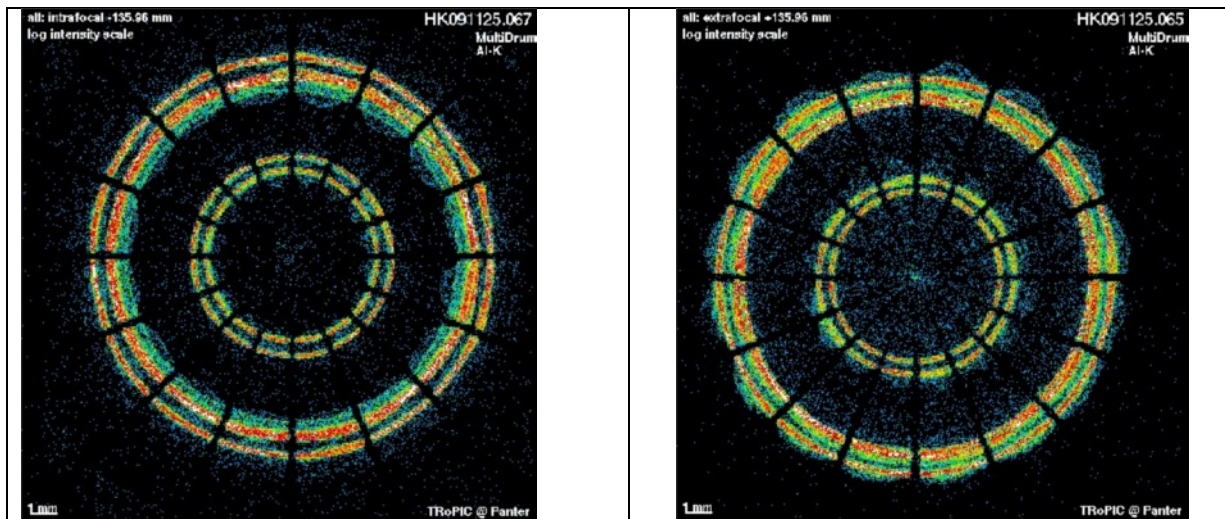 all: intrafocal -135.96 mm
HK091125.067
log intensity scale
MultiDrum
Al-K
1 mm
TRoPIC @ Panter
all: extrafocal +135.96 mm
HK091125.065
log intensity scale
MultiDrum
Al-K
1 mm
TRoPIC @ Panter